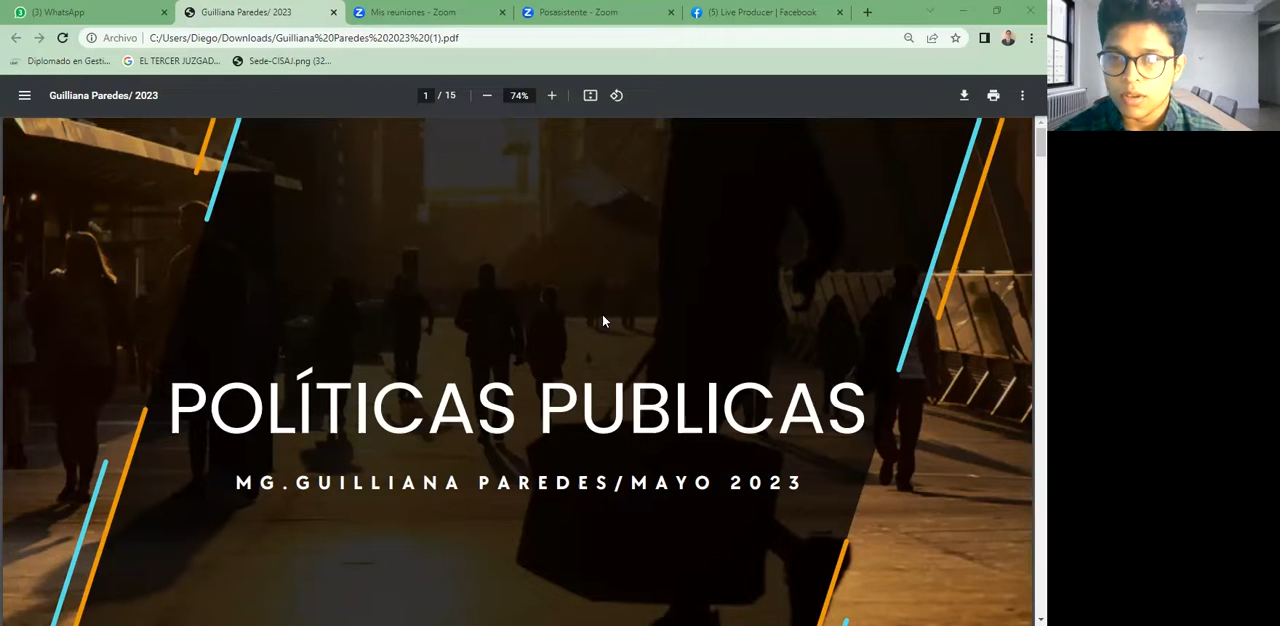 (3) WhatsApp
Guilliana Paredes/ 2023
Mis reuniones - Zoom
Posasistente - Zoom
(5) Live Producer | Facebook
Archivo
C:/Users/Diego/Downloads/Guilliana%20Paredes%202023%20(1).pdf
Diplomado en Gesti...
EL TERCER JUZGAD...
Sede-CISAJ.png (32...
Guilliana Paredes/ 2023
1 / 15
74%
POLÍTICAS PUBLICAS
MG.GUILLIANA PAREDES/MAYO 2023